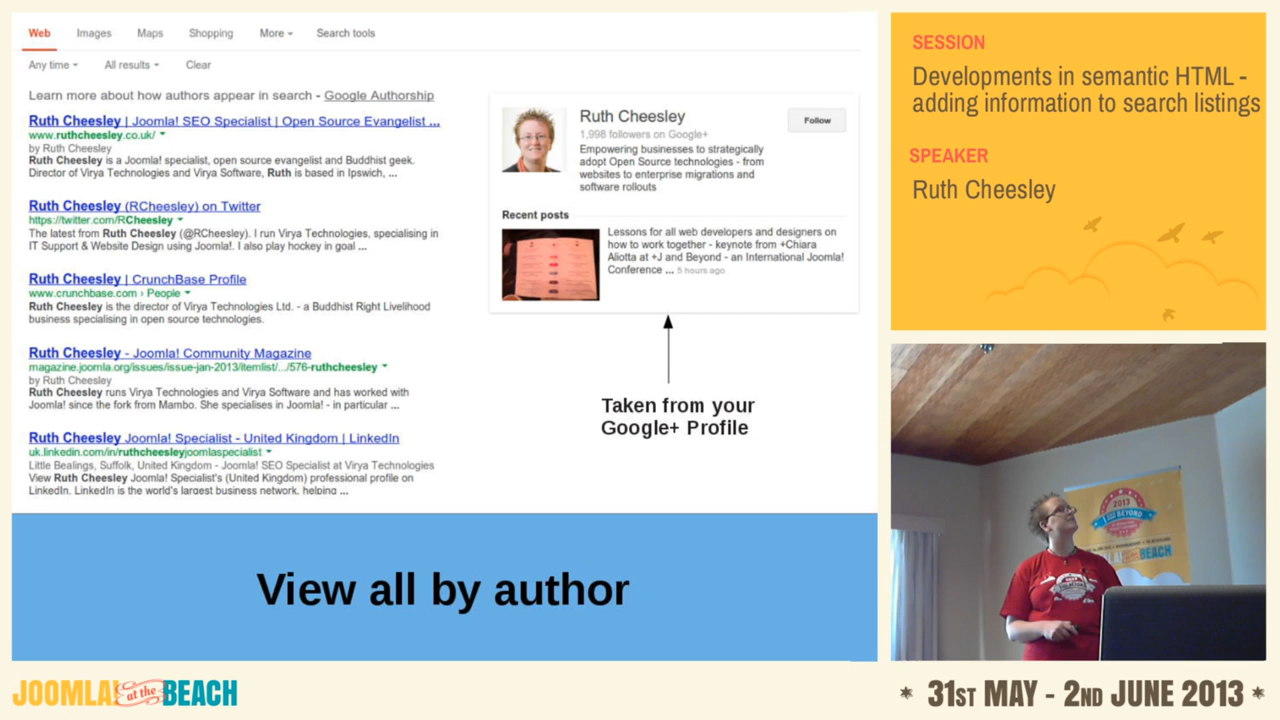 Web Images Maps Shopping More Search tools
Any time All results Clear
Learn more about how authors appear in search - Google Authorship
Ruth Cheesley | Joomla! SEO Specialist | Open Source Evangelist ...
www.ruthcheesley.co.uk/
by Ruth Cheesley
Ruth Cheesley is a Joomla! specialist, open source evangelist and Buddhist geek.
Director of Virya Technologies and Virya Software, Ruth is based in Ipswich, ...
Ruth Cheesley (RCheesley) on Twitter
https://twitter.com/RCheesley
The latest from Ruth Cheesley (@RCheesley). I run Virya Technologies, specialising in
IT Support & Website Design using Joomla!. I also play hockey in goal ...
Ruth Cheesley | CrunchBase Profile
www.crunchbase.com › People
Ruth Cheesley is the director of Virya Technologies Ltd. - a Buddhist Right Livelihood
business specialising in open source technologies.
Ruth Cheesley - Joomla! Community Magazine
magazine.joomla.org/issues/issue-jan-2013/itemlist/.../576-ruthcheesley
by Ruth Cheesley
Ruth Cheesley runs Virya Technologies and Virya Software and has worked with
Joomla! since the fork from Mambo. She specialises in Joomla! - in particular ...
Ruth Cheesley Joomla! Specialist - United Kingdom | LinkedIn
uk.linkedin.com/in/ruthcheesleyjoomlaspecialist
Little Bealings, Suffolk, United Kingdom - Joomla! SEO Specialist at Virya Technologies
View Ruth Cheesley Joomla! Specialist's (United Kingdom) professional profile on
LinkedIn. LinkedIn is the world's largest business network, helping ...
Ruth Cheesley
Follow
1,998 followers on Google+
Empowering businesses to strategically
adopt Open Source technologies - from
websites to enterprise migrations and
software rollouts
Recent posts
Lessons for all web developers and designers on
how to work together - keynote from +Chiara
Aliotta at +J and Beyond - an International Joomla!
Conference ... 5 hours ago
Taken from your
Google+ Profile
View all by author
SESSION
Developments in semantic HTML -
adding information to search listings
SPEAKER
Ruth Cheesley
2013
BEYOND
BEACH
JOOMLA! at the BEACH
* 31ST MAY - 2ND JUNE 2013 *